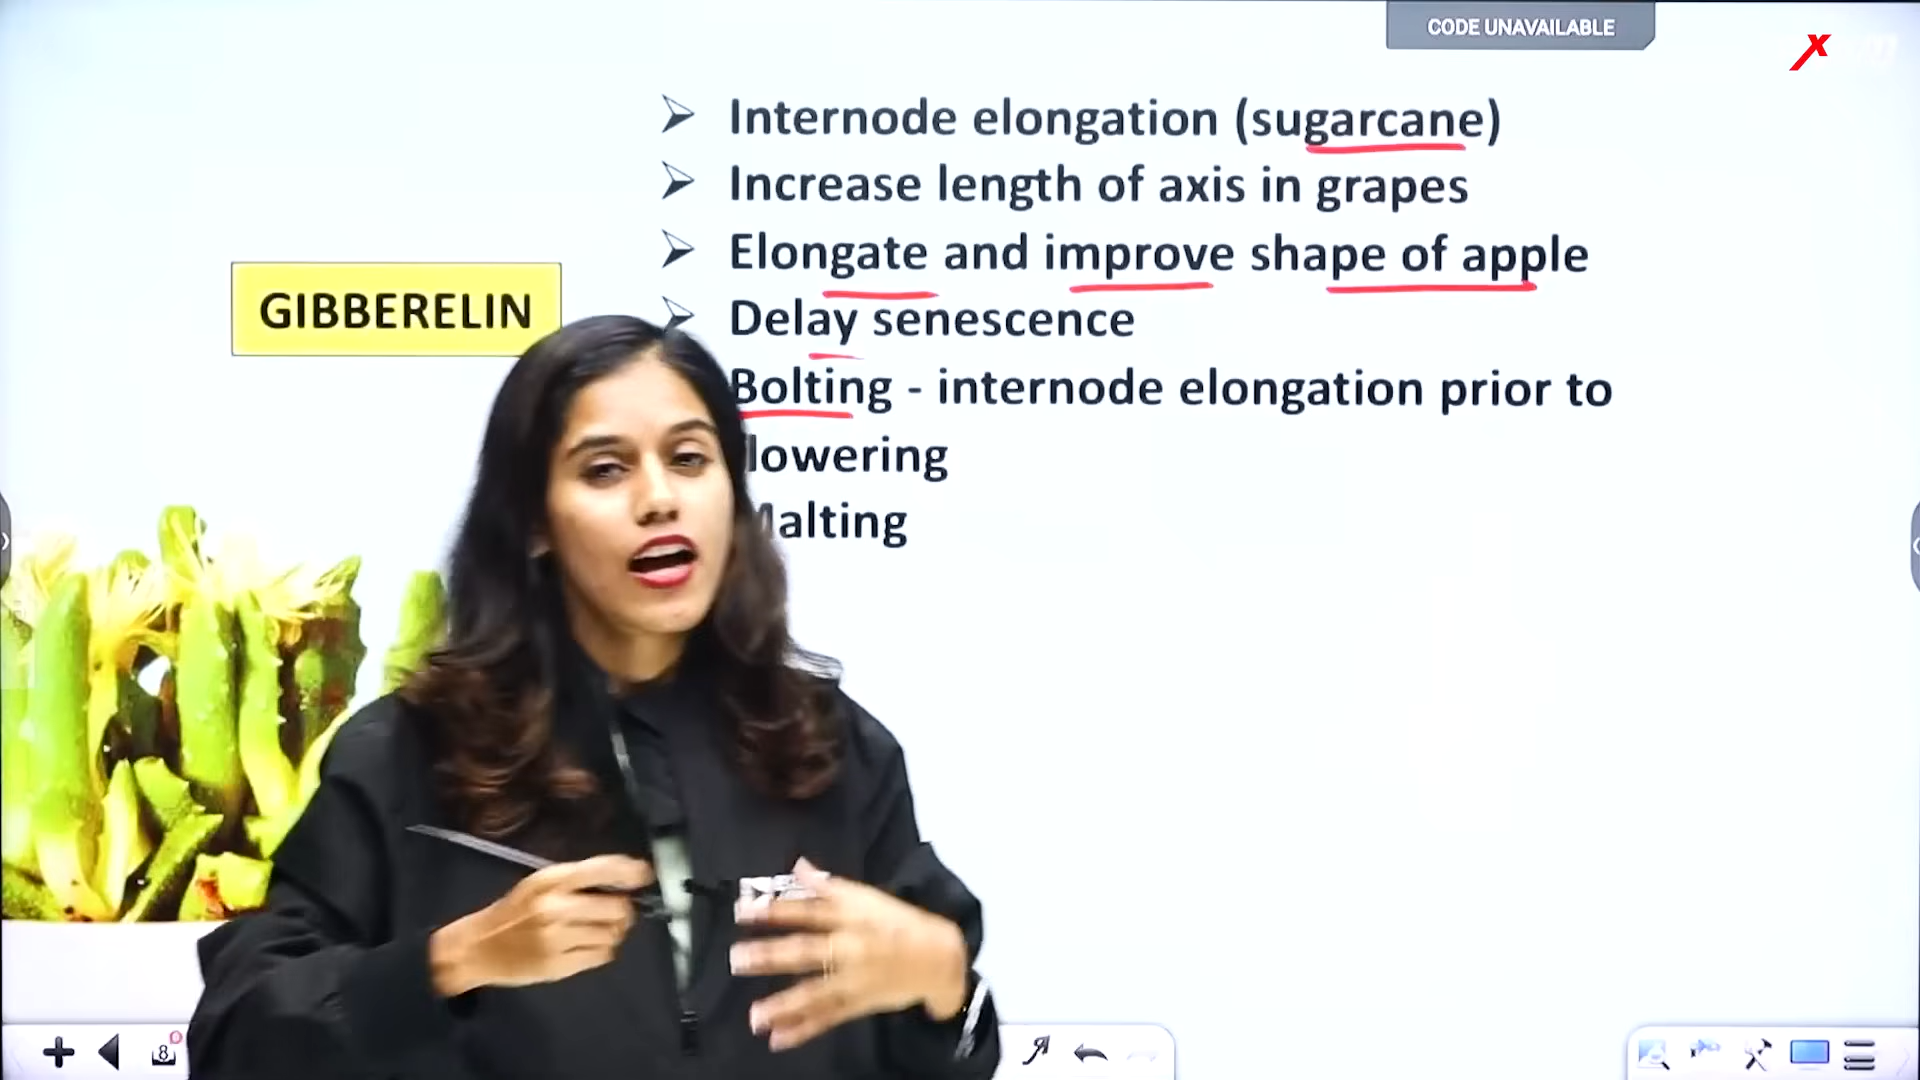 CODE UNAVAILABLE
Internode elongation (sugarcane)
Increase length of axis in grapes
Elongate and improve shape of apple
GIBBERELIN
Delay senescence
Bolting - internode elongation prior to
lowering
alting
8